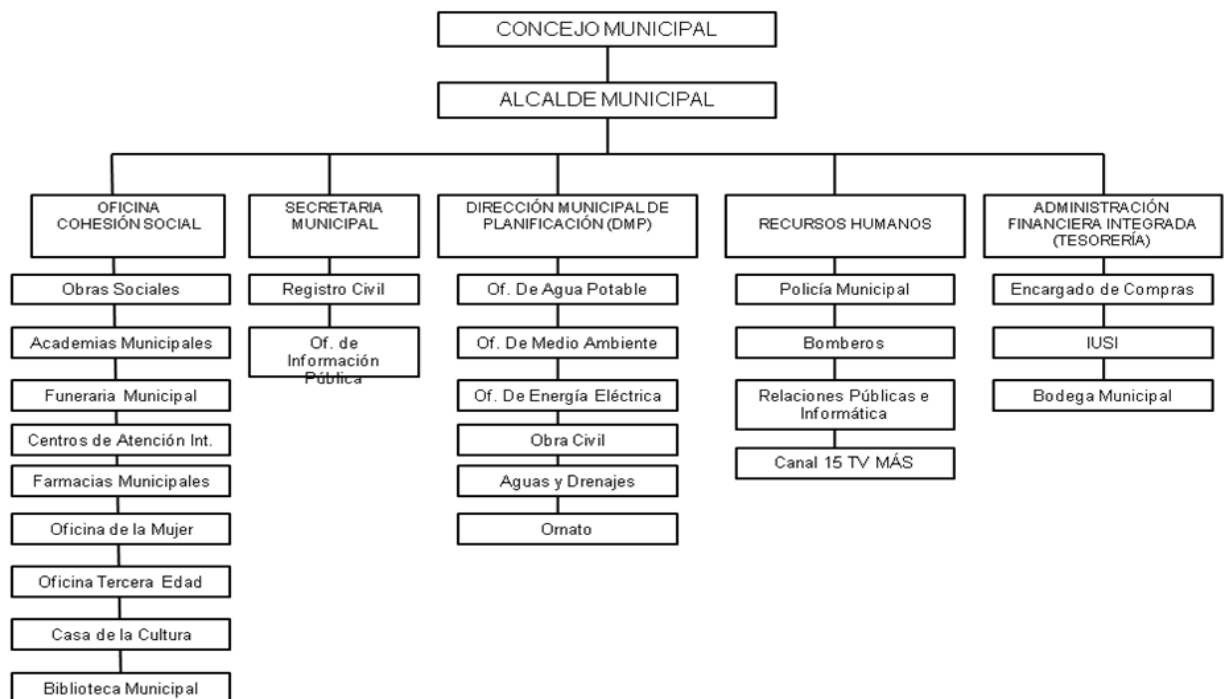 CONCEJO MUNICIPAL
ALCALDE MUNICIPAL
OFICINA
COHESIÓN SOCIAL
Obras Sociales
Academias Municipales
Funeraria Municipal
Centros de Atención Int.
Farmacias Municipales
Oficina de la Mujer
Oficina Tercera Edad
Casa de la Cultura
Biblioteca Municipal
SECRETARIA
MUNICIPAL
Registro Civil
Of. de
Información
Pública
DIRECCIÓN MUNICIPAL DE
PLANIFICACIÓN (DMP)
Of. De Agua Potable
Of. De Medio Ambiente
Of. De Energía Eléctrica
Obra Civil
Aguas y Drenajes
Ornato
RECURSOS HUMANOS
Policía Municipal
Bomberos
Relaciones Públicas e
Informática
Canal 15 TV MÁS
ADMINISTRACIÓN
FINANCIERA INTEGRADA
(TESORERÍA)
Encargado de Compras
IUSI
Bodega Municipal